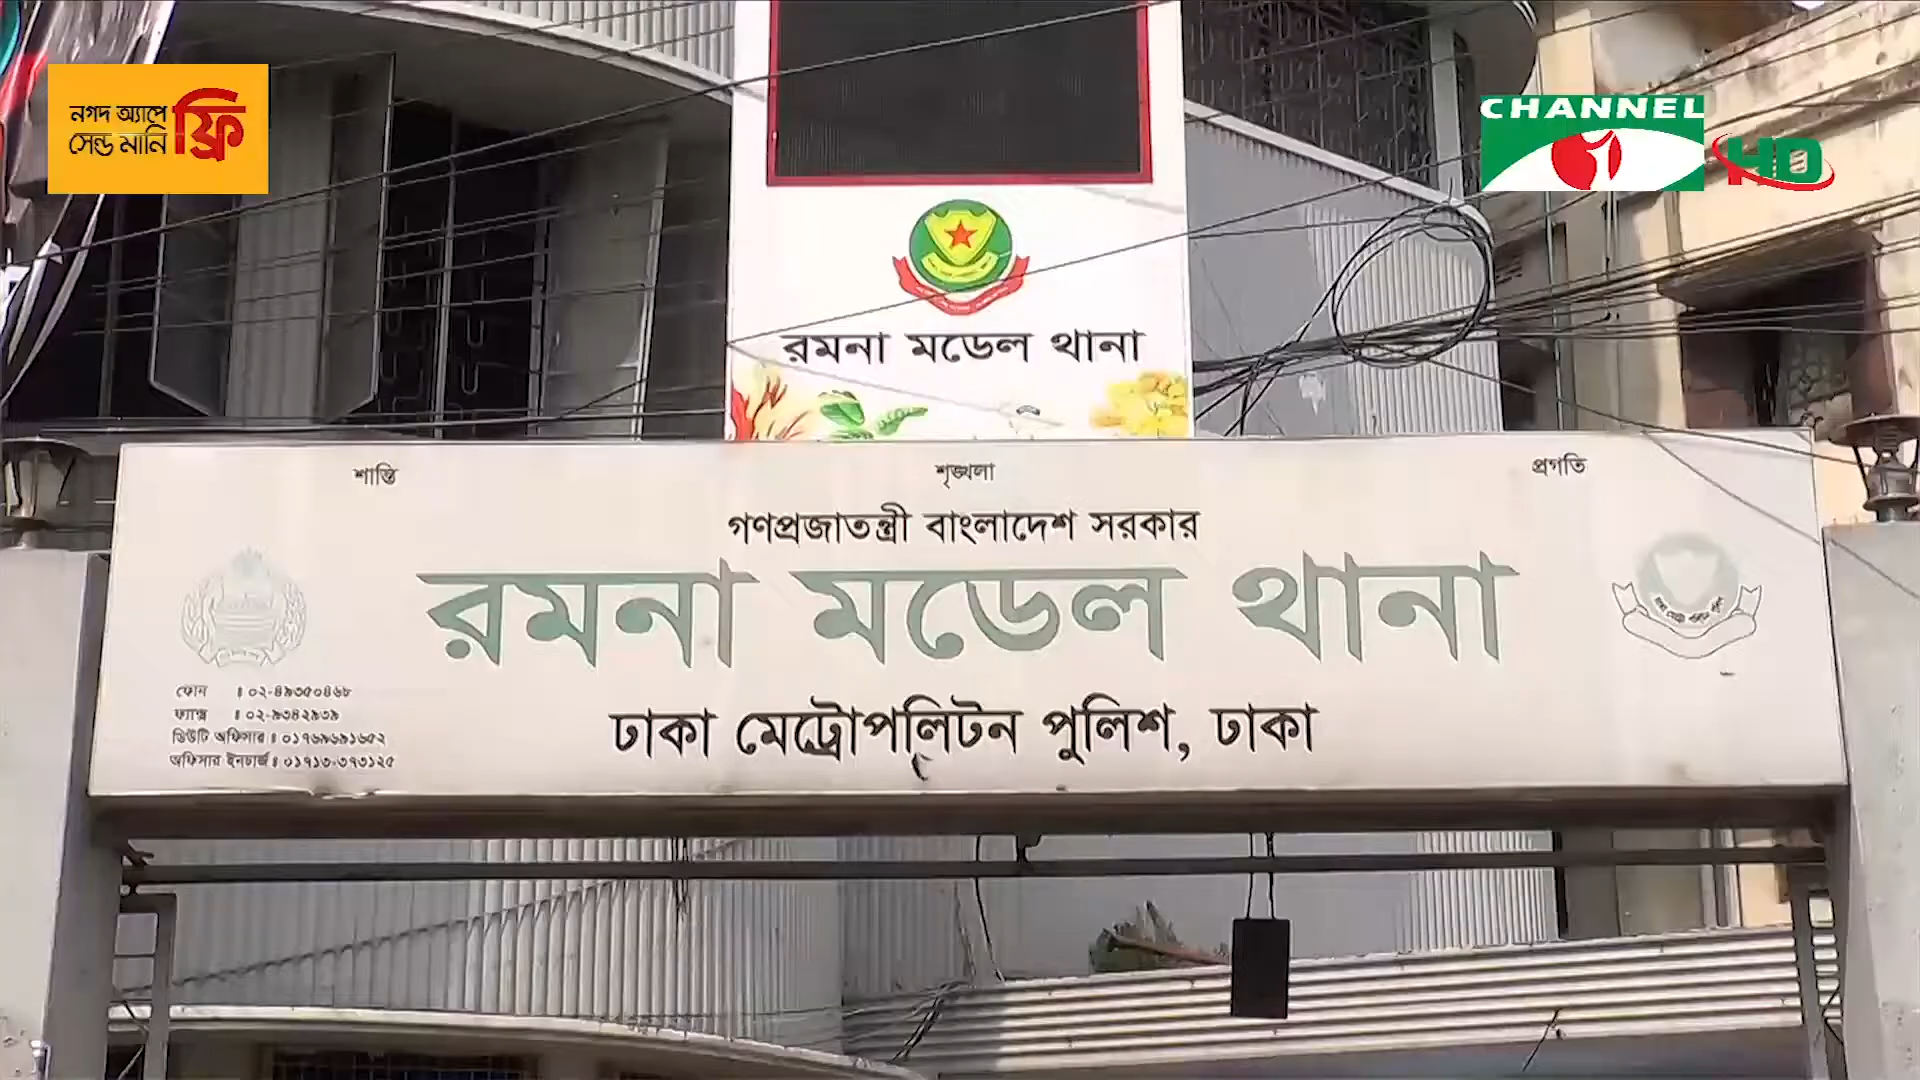 নগদ অ্যাপে
সেন্ড মানি ফ্রি
CHANNEL
HD
রমনা মডেল থানা
শান্তি শৃঙ্খলা প্রগতি
গণপ্রজাতন্ত্রী বাংলাদেশ সরকার
রমনা মডেল থানা
ঢাকা মেট্রোপলিটন পুলিশ, ঢাকা
ফোন ঃ ০২-৪৯৩৫০৪৬৮
ফ্যাক্স ঃ ০২-৯৩৪২৯৩৯
ডিউটি অফিসার ঃ ০১৭৬৯৬৯১৬৫২
অফিসার ইনচার্জ ঃ ০১৭১৩-৩৭৩১২৫